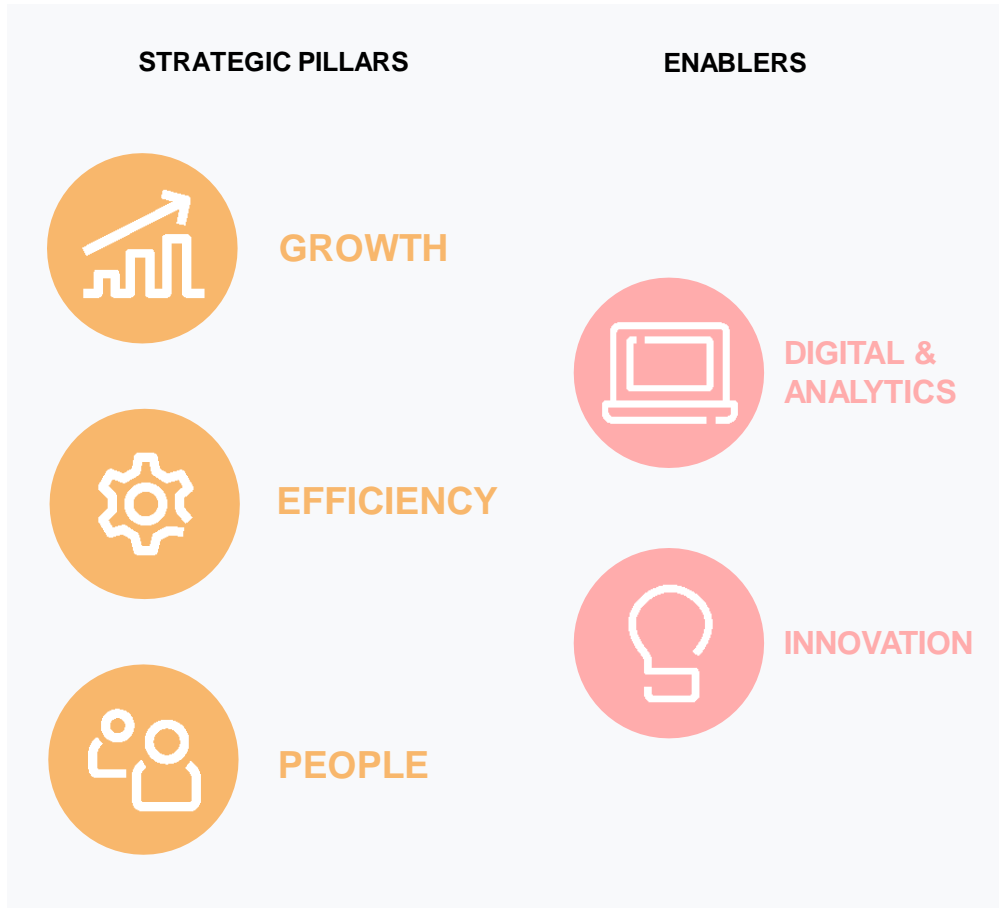 STRATEGIC PILLARS
GROWTH
EFFICIENCY
PEOPLE
ENABLERS
DIGITAL &
ANALYTICS
INNOVATION